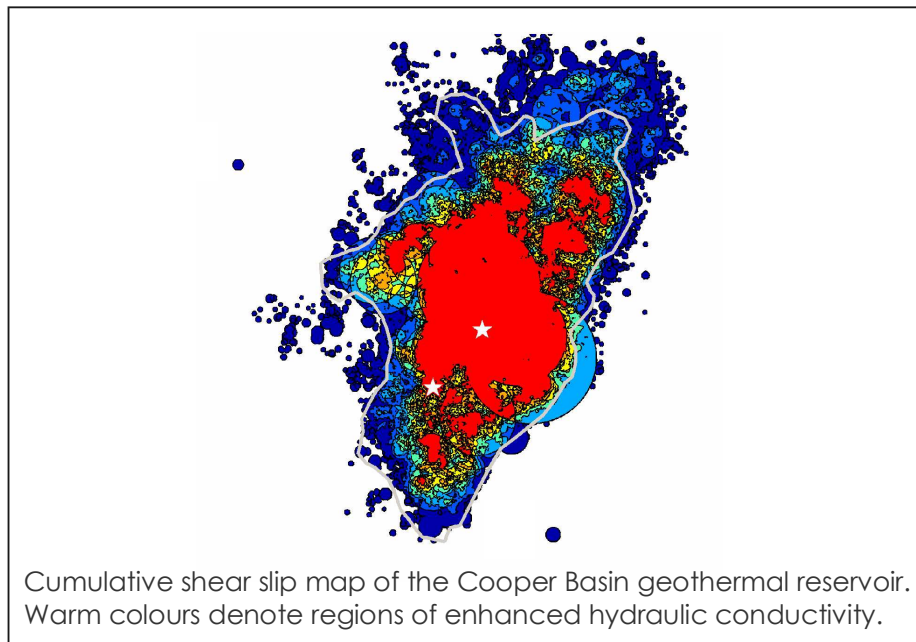 Cumulative shear slip map of the Cooper Basin geothermal reservoir.
Warm colours denote regions of enhanced hydraulic conductivity.